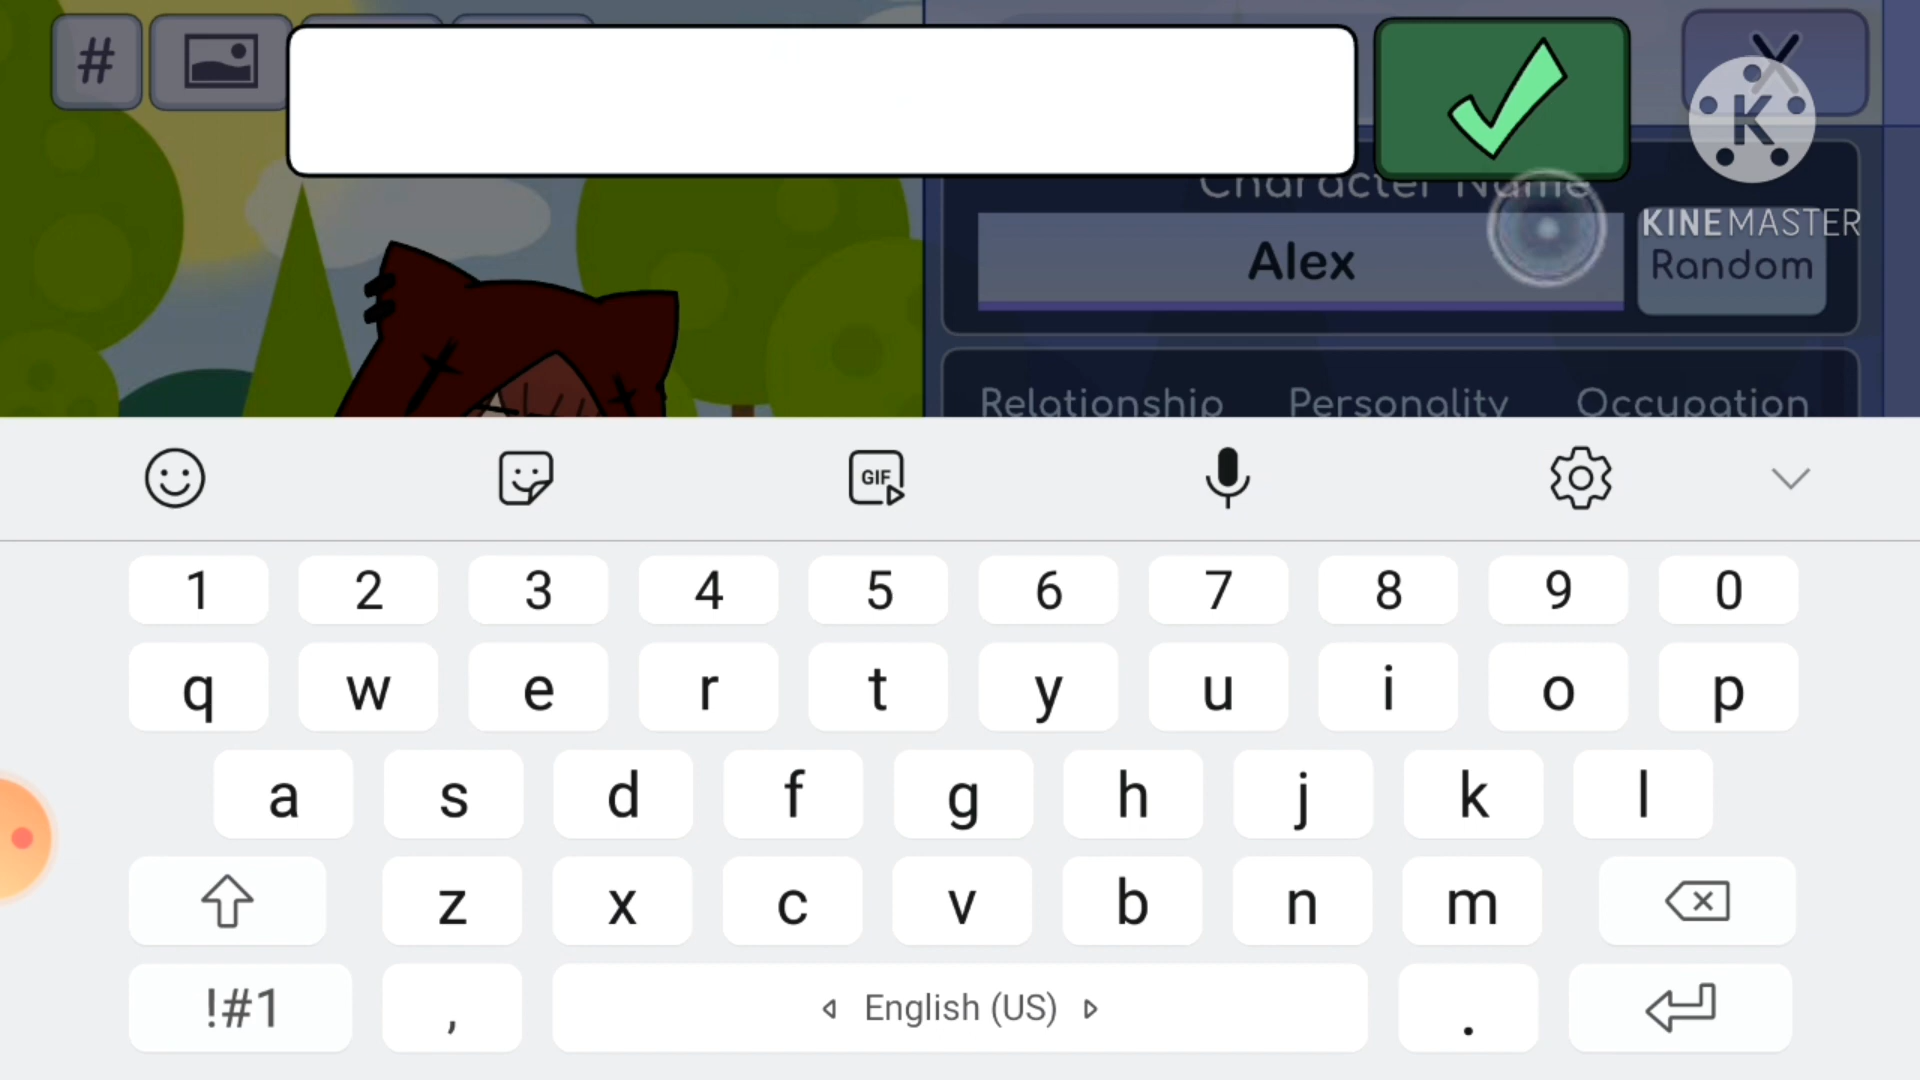 #
X
K
Character Name
KINEMASTER
Alex
Random
Relationship Personality Occupation
GIF
1 2 3 4 5 6 7 8 9 0
q w e r t y u i o p
a s d f g h j k l
z x c v b n m
!#1 , English (US) .